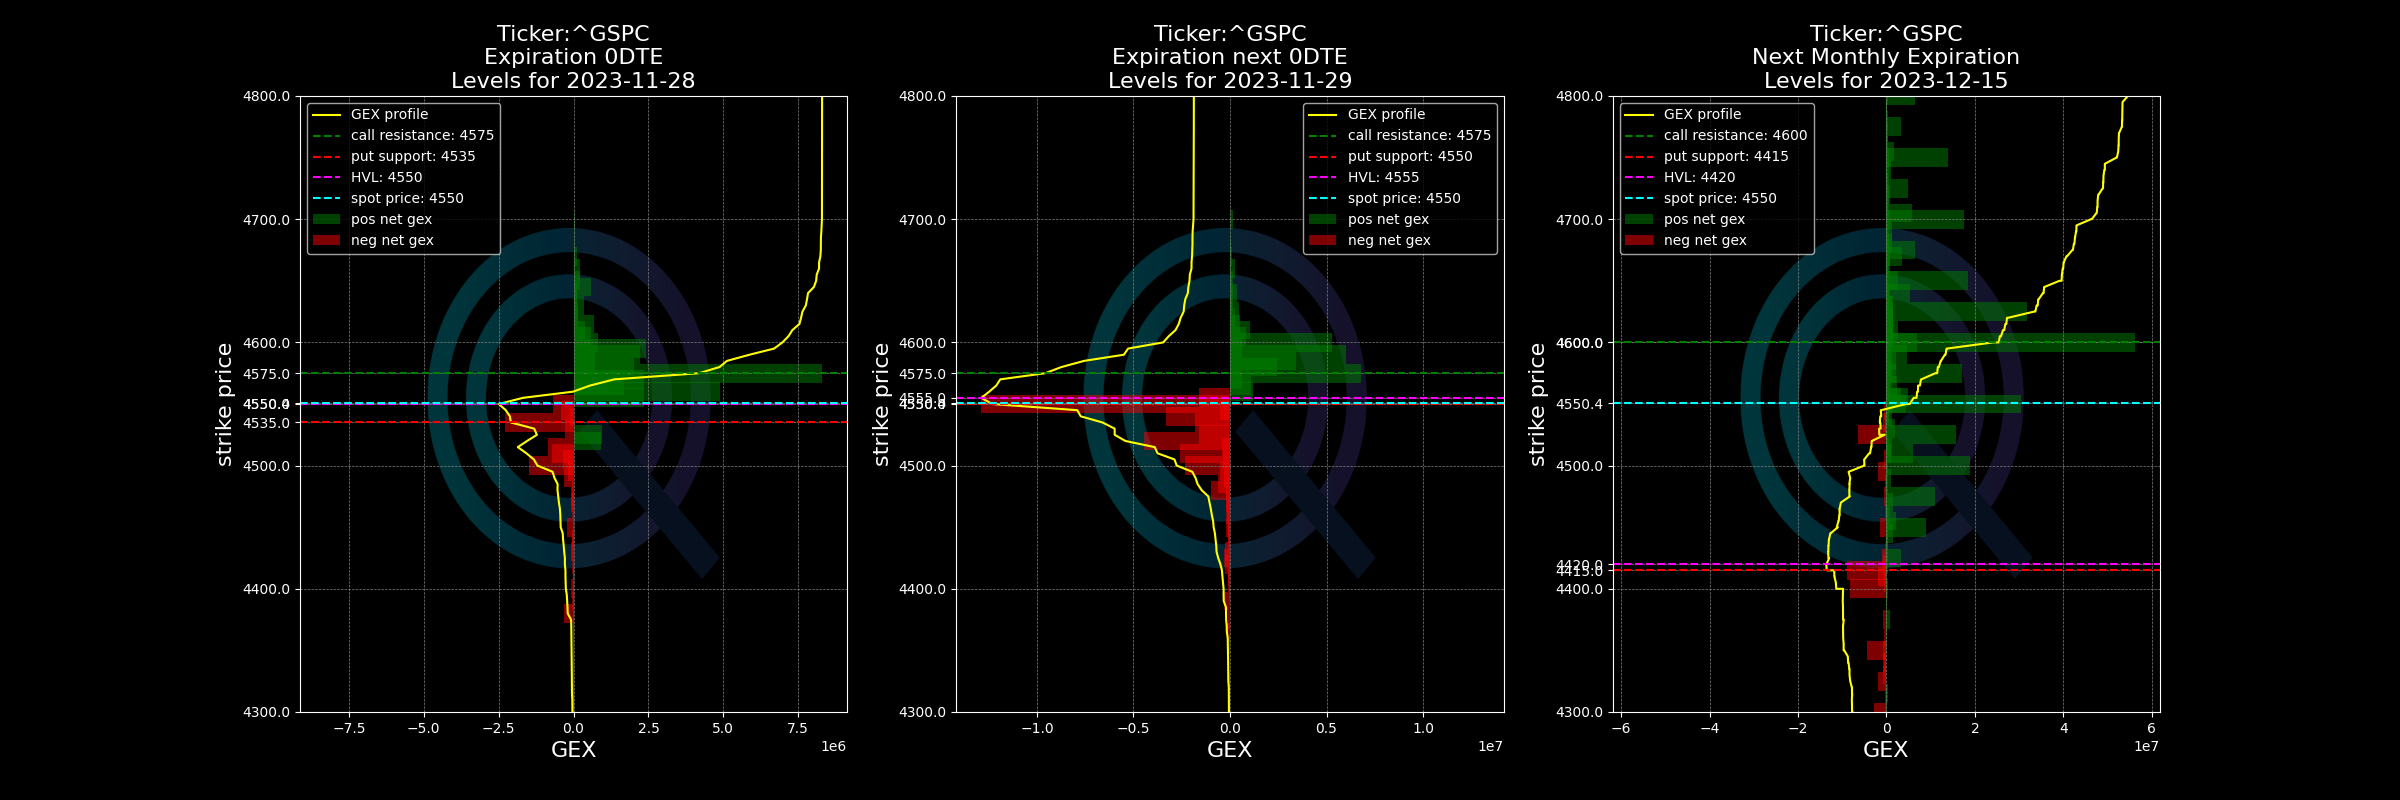 Ticker:^GSPC
Expiration 0DTE
Levels for 2023-11-28
GEX profile
call resistance: 4575
put support: 4535
HVL: 4550
spot price: 4550
pos net gex
neg net gex
strike price
4800.0
4700.0
4600.0
4575.0
4535.0
4500.0
4400.0
4300.0
−7.5
−5.0
−2.5
0.0
2.5
5.0
7.5
1e6
GEX
Ticker:^GSPC
Expiration next 0DTE
Levels for 2023-11-29
GEX profile
call resistance: 4575
put support: 4550
HVL: 4555
spot price: 4550
pos net gex
neg net gex
strike price
4800.0
4700.0
4600.0
4575.0
4500.0
4400.0
4300.0
−1.0
−0.5
0.0
0.5
1.0
1e7
GEX
Ticker:^GSPC
Next Monthly Expiration
Levels for 2023-12-15
GEX profile
call resistance: 4600
put support: 4415
HVL: 4420
spot price: 4550
pos net gex
neg net gex
strike price
4800.0
4700.0
4600.0
4550.4
4500.0
4420.0
4415.0
4400.0
4300.0
−6
−4
−2
0
2
4
6
1e7
GEX